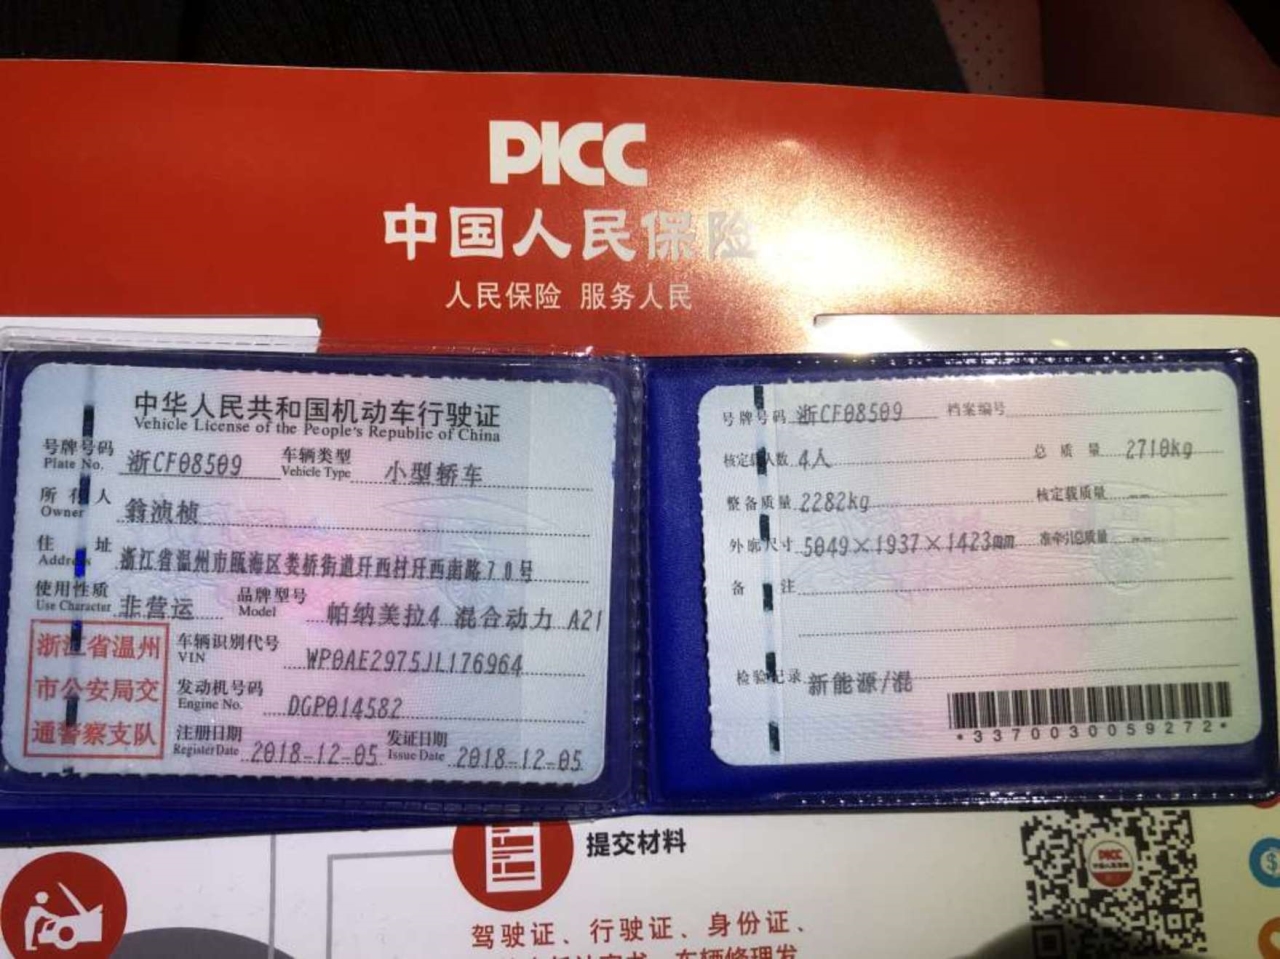 PICC
中国人民保险
人民保险 服务人民
中华人民共和国机动车行驶证
Vehicle License of the People's Republic of China
号牌号码 浙CF08509 车辆类型 小型轿车
Plate No. Vehicle Type
所有人 翁浈桢
Owner
住址 浙江省温州市瓯海区娄桥街道玕西村玕西南路70号
Address
使用性质 非营运 品牌型号 帕纳美拉4 混合动力 A21
Use Character Model
浙江省温州
市公安局交
通警察支队
车辆识别代号 WP0AE2975JL176964
VIN
发动机号码 DGP014582
Engine No.
注册日期 2018-12-05 发证日期 2018-12-05
Register Date Issue Date
号牌号码 浙CF08509 档案编号
核定载人数 4人 总质量 2710kg
整备质量 2282kg 核定载质量 --
外廓尺寸 5049×1937×1423mm 准牵引总质量 --
备注
检验记录 新能源/混
*3370030059272*
提交材料
驾驶证、行驶证、身份证、
PICC